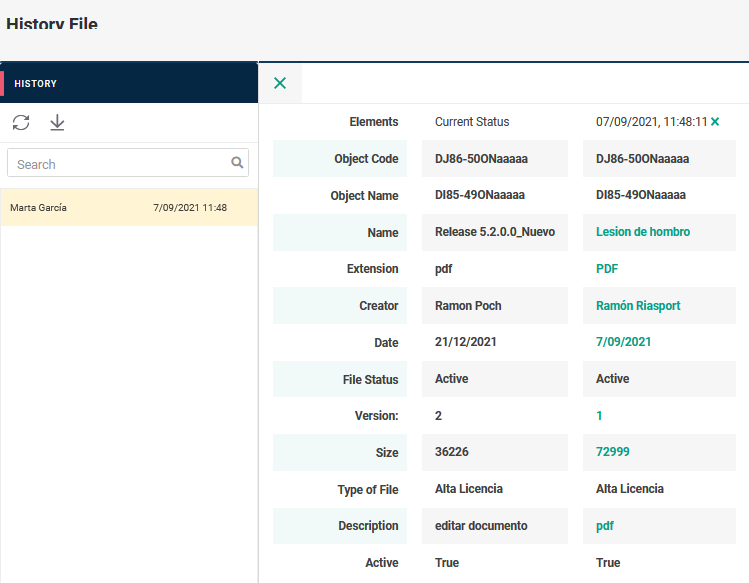 History File
HISTORY
Search
Marta García 7/09/2021 11:48
Elements Current Status 07/09/2021, 11:48:11
Object Code DJ86-50ONaaaaa DJ86-50ONaaaaa
Object Name DI85-49ONaaaaa DI85-49ONaaaaa
Name Release 5.2.0.0_Nuevo Lesion de hombro
Extension pdf PDF
Creator Ramon Poch Ramón Riasport
Date 21/12/2021 7/09/2021
File Status Active Active
Version: 2 1
Size 36226 72999
Type of File Alta Licencia Alta Licencia
Description editar documento pdf
Active True True